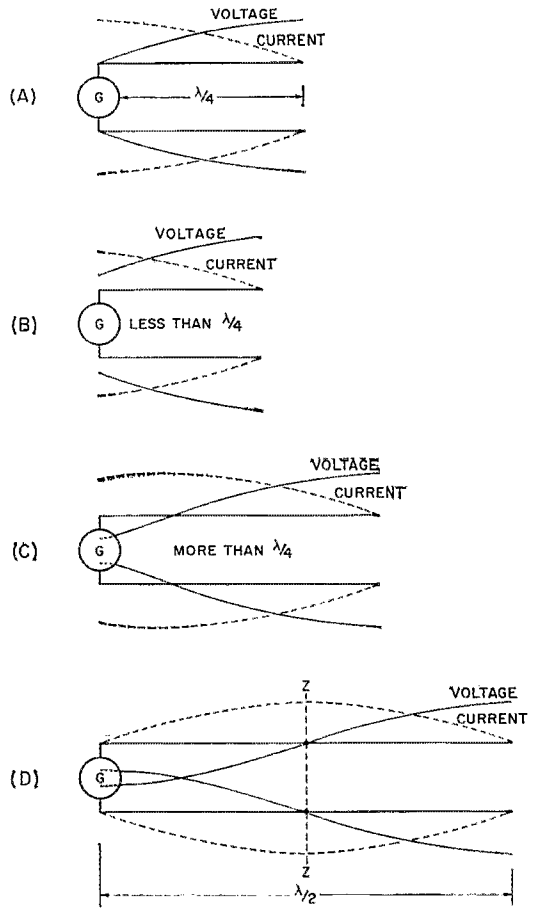 VOLTAGE
CURRENT
(A)
G
λ/4
VOLTAGE
CURRENT
(B)
G
LESS THAN λ/4
VOLTAGE
CURRENT
(C)
G
MORE THAN λ/4
Z
VOLTAGE
CURRENT
(D)
G
Z
λ/2